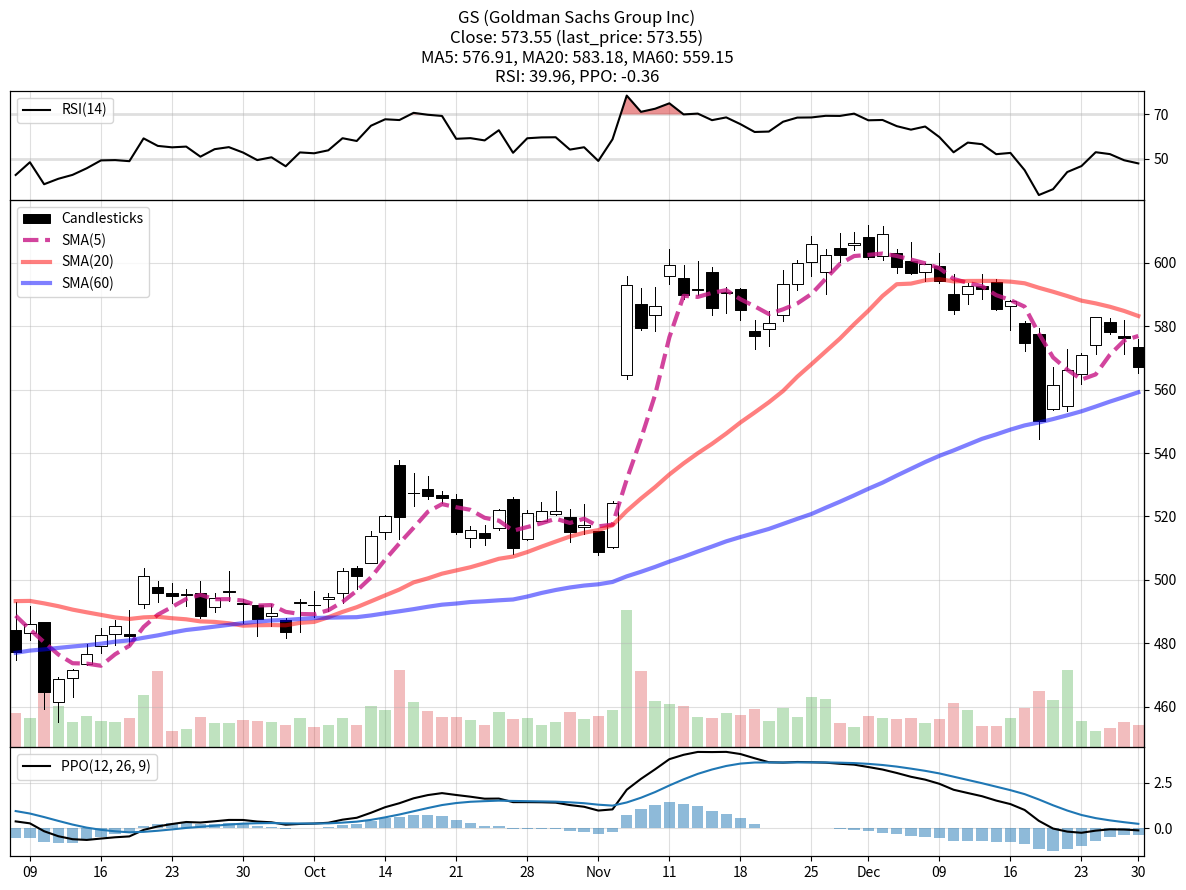 GS (Goldman Sachs Group Inc)
Close: 573.55 (last_price: 573.55)
MA5: 576.91, MA20: 583.18, MA60: 559.15
RSI: 39.96, PPO: -0.36
RSI(14)
70
50
Candlesticks
SMA(5)
SMA(20)
SMA(60)
600
580
560
540
520
500
480
460
PPO(12, 26, 9)
2.5
0.0
09 16 23 30 Oct 14 21 28 Nov 11 18 25 Dec 09 16 23 30